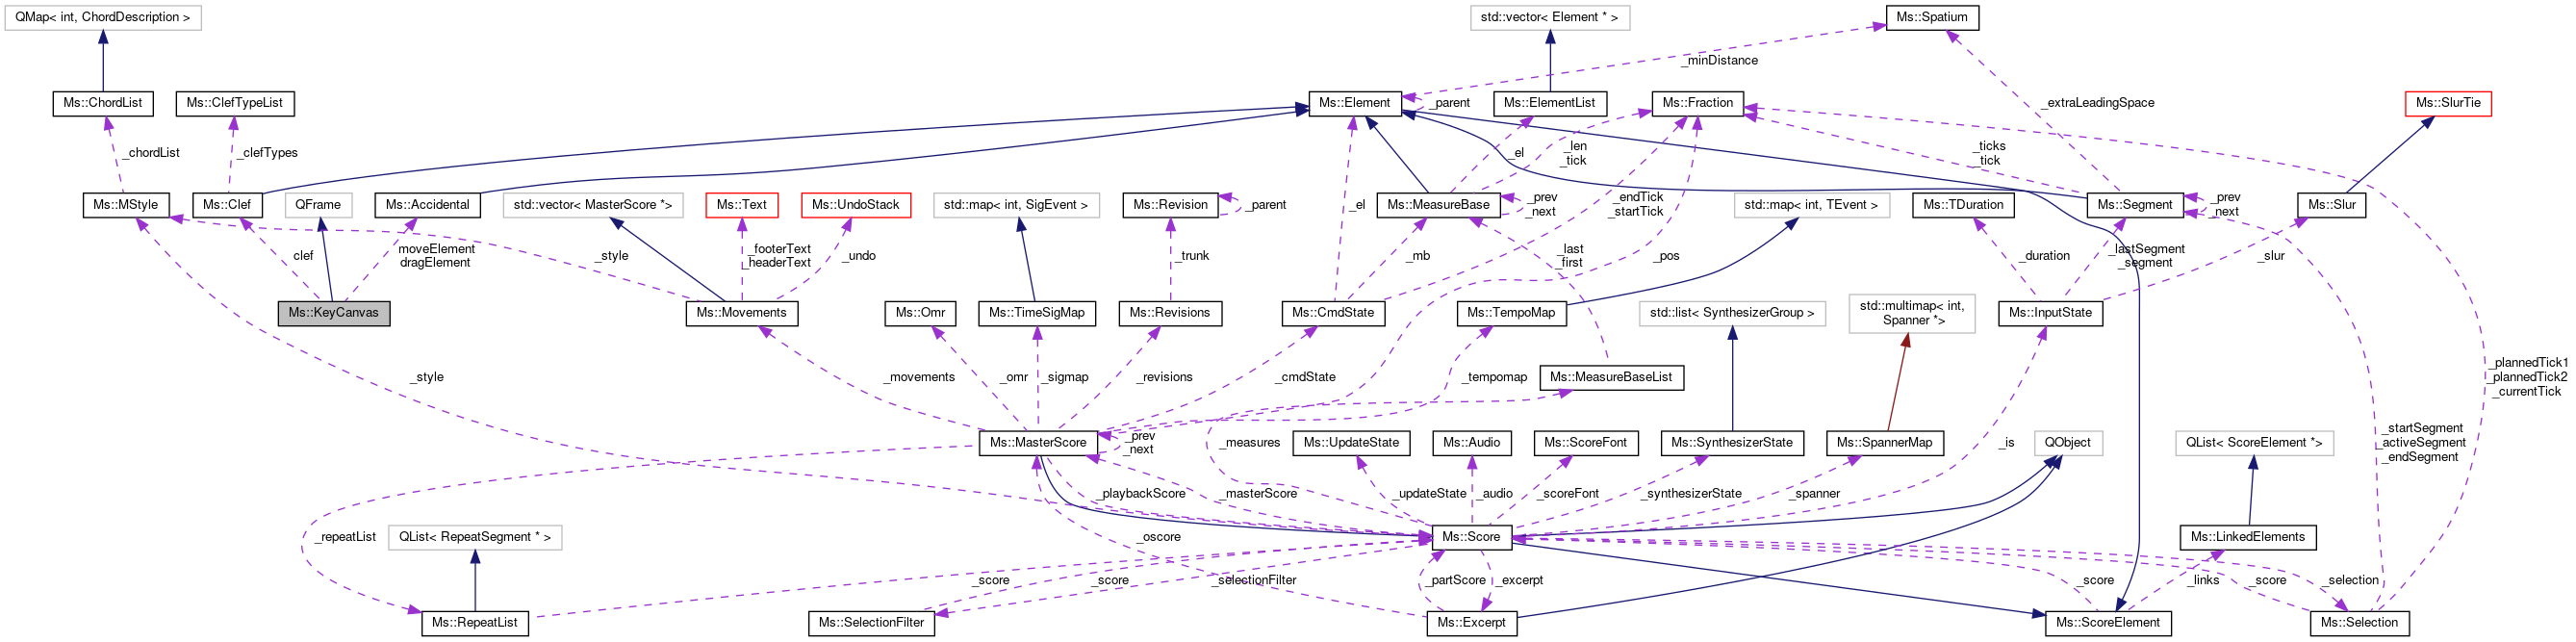 QMap< int, ChordDescription >
std::vector< Element * >
Ms::Spatium
_minDistance
Ms::ChordList
Ms::ClefTypeList
Ms::Element
_parent
Ms::ElementList
Ms::Fraction
_extraLeadingSpace
Ms::SlurTie
_chordList
_clefTypes
_el
_len
_tick
_ticks
_tick
Ms::MStyle
Ms::Clef
QFrame
Ms::Accidental
std::vector< MasterScore *>
Ms::Text
Ms::UndoStack
std::map< int, SigEvent >
Ms::Revision
_parent
_el
Ms::MeasureBase
_prev
_next
_endTick
_startTick
std::map< int, TEvent >
Ms::TDuration
Ms::Segment
_prev
_next
Ms::Slur
clef
moveElement
dragElement
_style
_footerText
_headerText
_undo
_trunk
_mb
_last
_first
_pos
_duration
_lastSegment
_segment
_slur
Ms::KeyCanvas
Ms::Movements
Ms::Omr
Ms::TimeSigMap
Ms::Revisions
Ms::CmdState
Ms::TempoMap
std::list< SynthesizerGroup >
std::multimap< int,
Spanner *>
Ms::InputState
_style
_movements
_omr
_sigmap
_revisions
_cmdState
_tempomap
Ms::MeasureBaseList
_plannedTick1
_plannedTick2
_currentTick
Ms::MasterScore
_prev
_next
_measures
Ms::UpdateState
Ms::Audio
Ms::ScoreFont
Ms::SynthesizerState
Ms::SpannerMap
_is
QObject
QList< ScoreElement *>
_startSegment
_activeSegment
_endSegment
_playbackScore
_masterScore
_updateState
_audio
_scoreFont
_synthesizerState
_spanner
_repeatList
QList< RepeatSegment * >
_oscore
Ms::Score
Ms::LinkedElements
_score
_score
_selectionFilter
_partScore
_excerpt
_score
_links
_score
_selection
Ms::RepeatList
Ms::SelectionFilter
Ms::Excerpt
Ms::ScoreElement
Ms::Selection